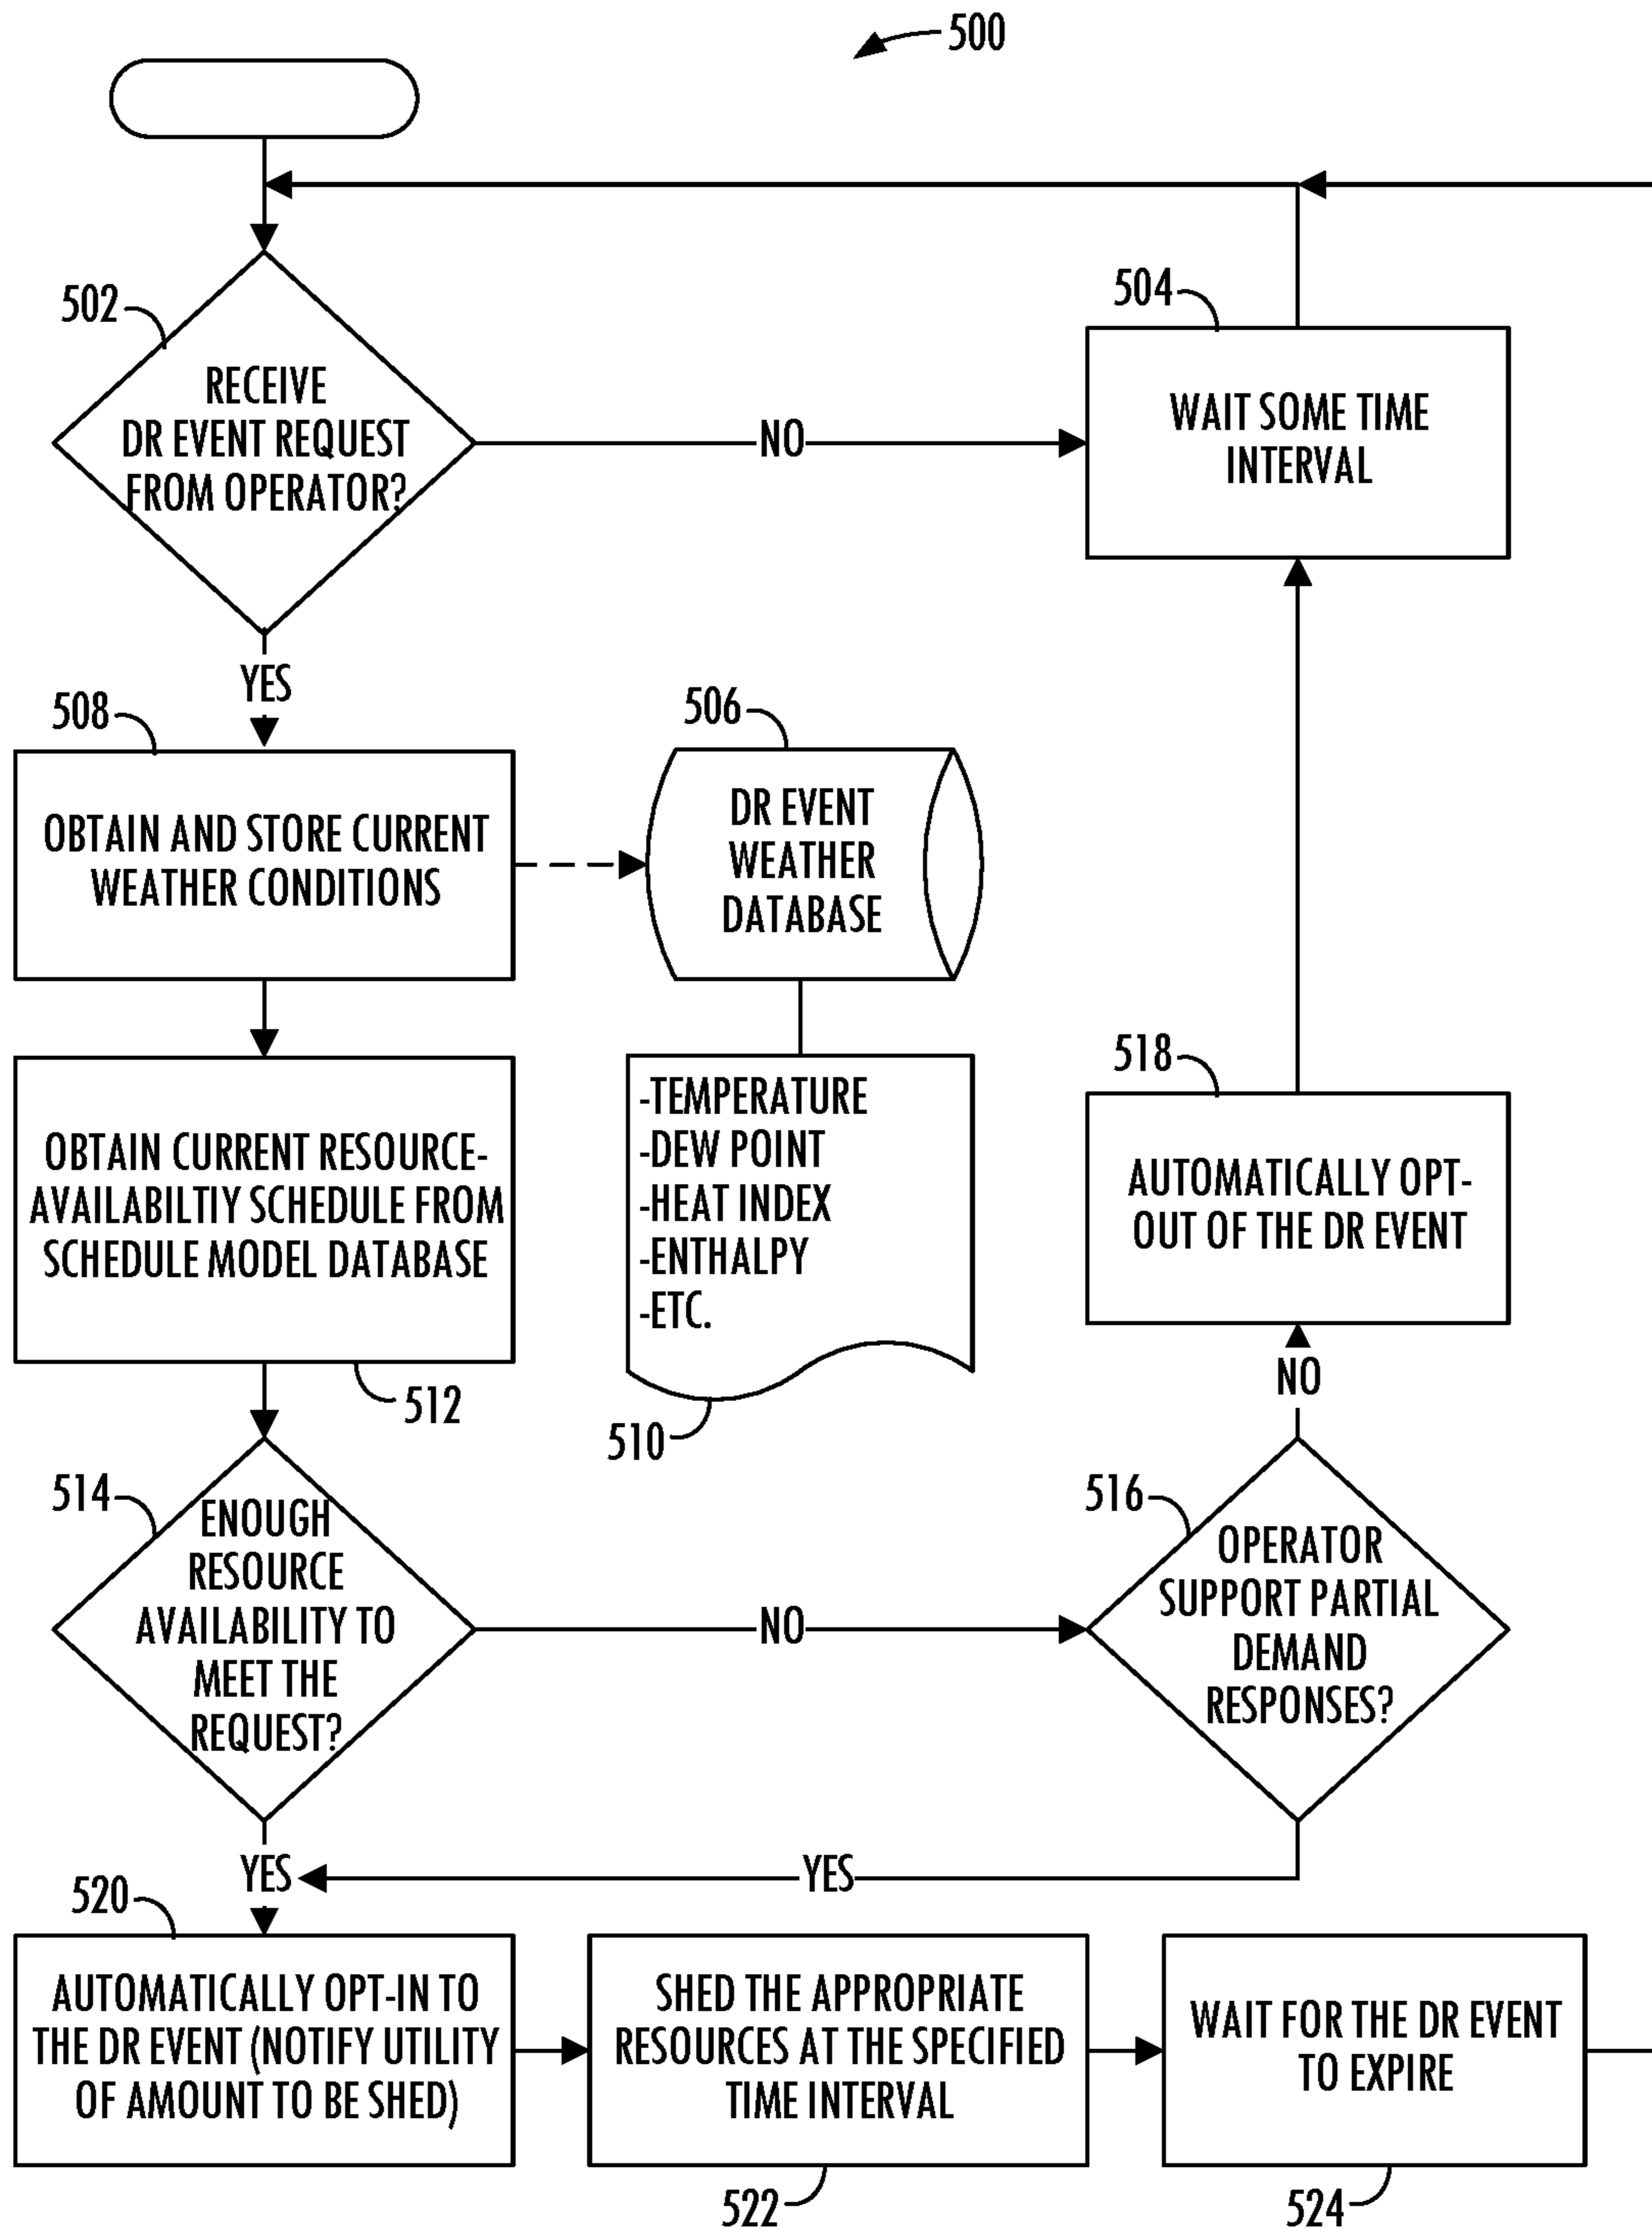 500
502
RECEIVE
DR EVENT REQUEST
FROM OPERATOR?
NO
504
WAIT SOME TIME
INTERVAL
YES
508
OBTAIN AND STORE CURRENT
WEATHER CONDITIONS
506
DR EVENT
WEATHER
DATABASE
OBTAIN CURRENT RESOURCE-
AVAILABILTIY SCHEDULE FROM
SCHEDULE MODEL DATABASE
512
-TEMPERATURE
-DEW POINT
-HEAT INDEX
-ENTHALPY
-ETC.
510
518
AUTOMATICALLY OPT-
OUT OF THE DR EVENT
NO
514
ENOUGH
RESOURCE
AVAILABILITY TO
MEET THE
REQUEST?
NO
516
OPERATOR
SUPPORT PARTIAL
DEMAND
RESPONSES?
YES
YES
520
AUTOMATICALLY OPT-IN TO
THE DR EVENT (NOTIFY UTILITY
OF AMOUNT TO BE SHED)
SHED THE APPROPRIATE
RESOURCES AT THE SPECIFIED
TIME INTERVAL
522
WAIT FOR THE DR EVENT
TO EXPIRE
524